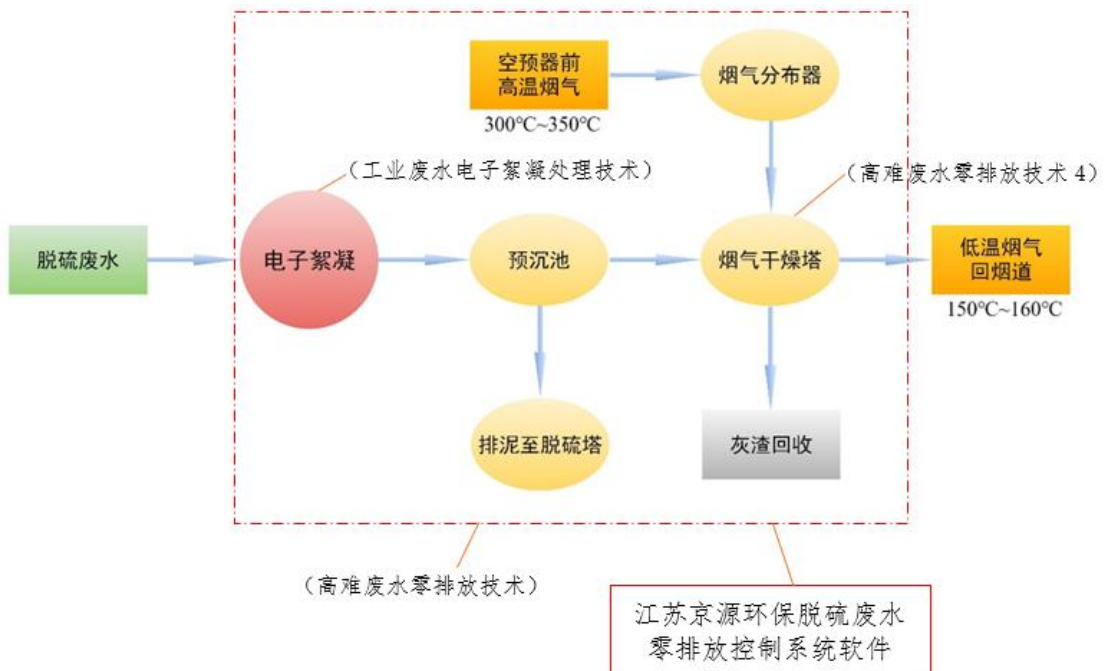 空预器前
高温烟气
烟气分布器
300℃~350℃
（工业废水电子絮凝处理技术）
（高难废水零排放技术 4）
脱硫废水
电子絮凝
预沉池
烟气干燥塔
低温烟气
回烟道
150℃~160℃
排泥至脱硫塔
灰渣回收
（高难废水零排放技术）
江苏京源环保脱硫废水
零排放控制系统软件